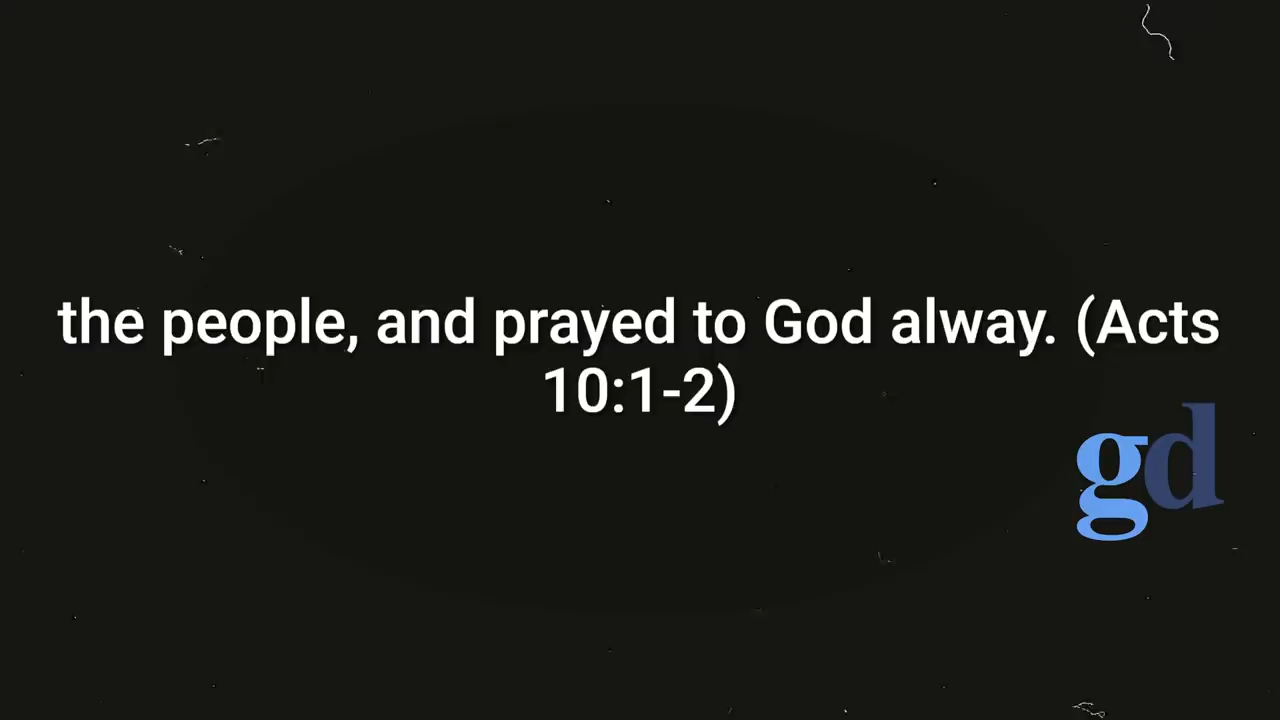 the people, and prayed to God alway. (Acts
10:1-2)
gd